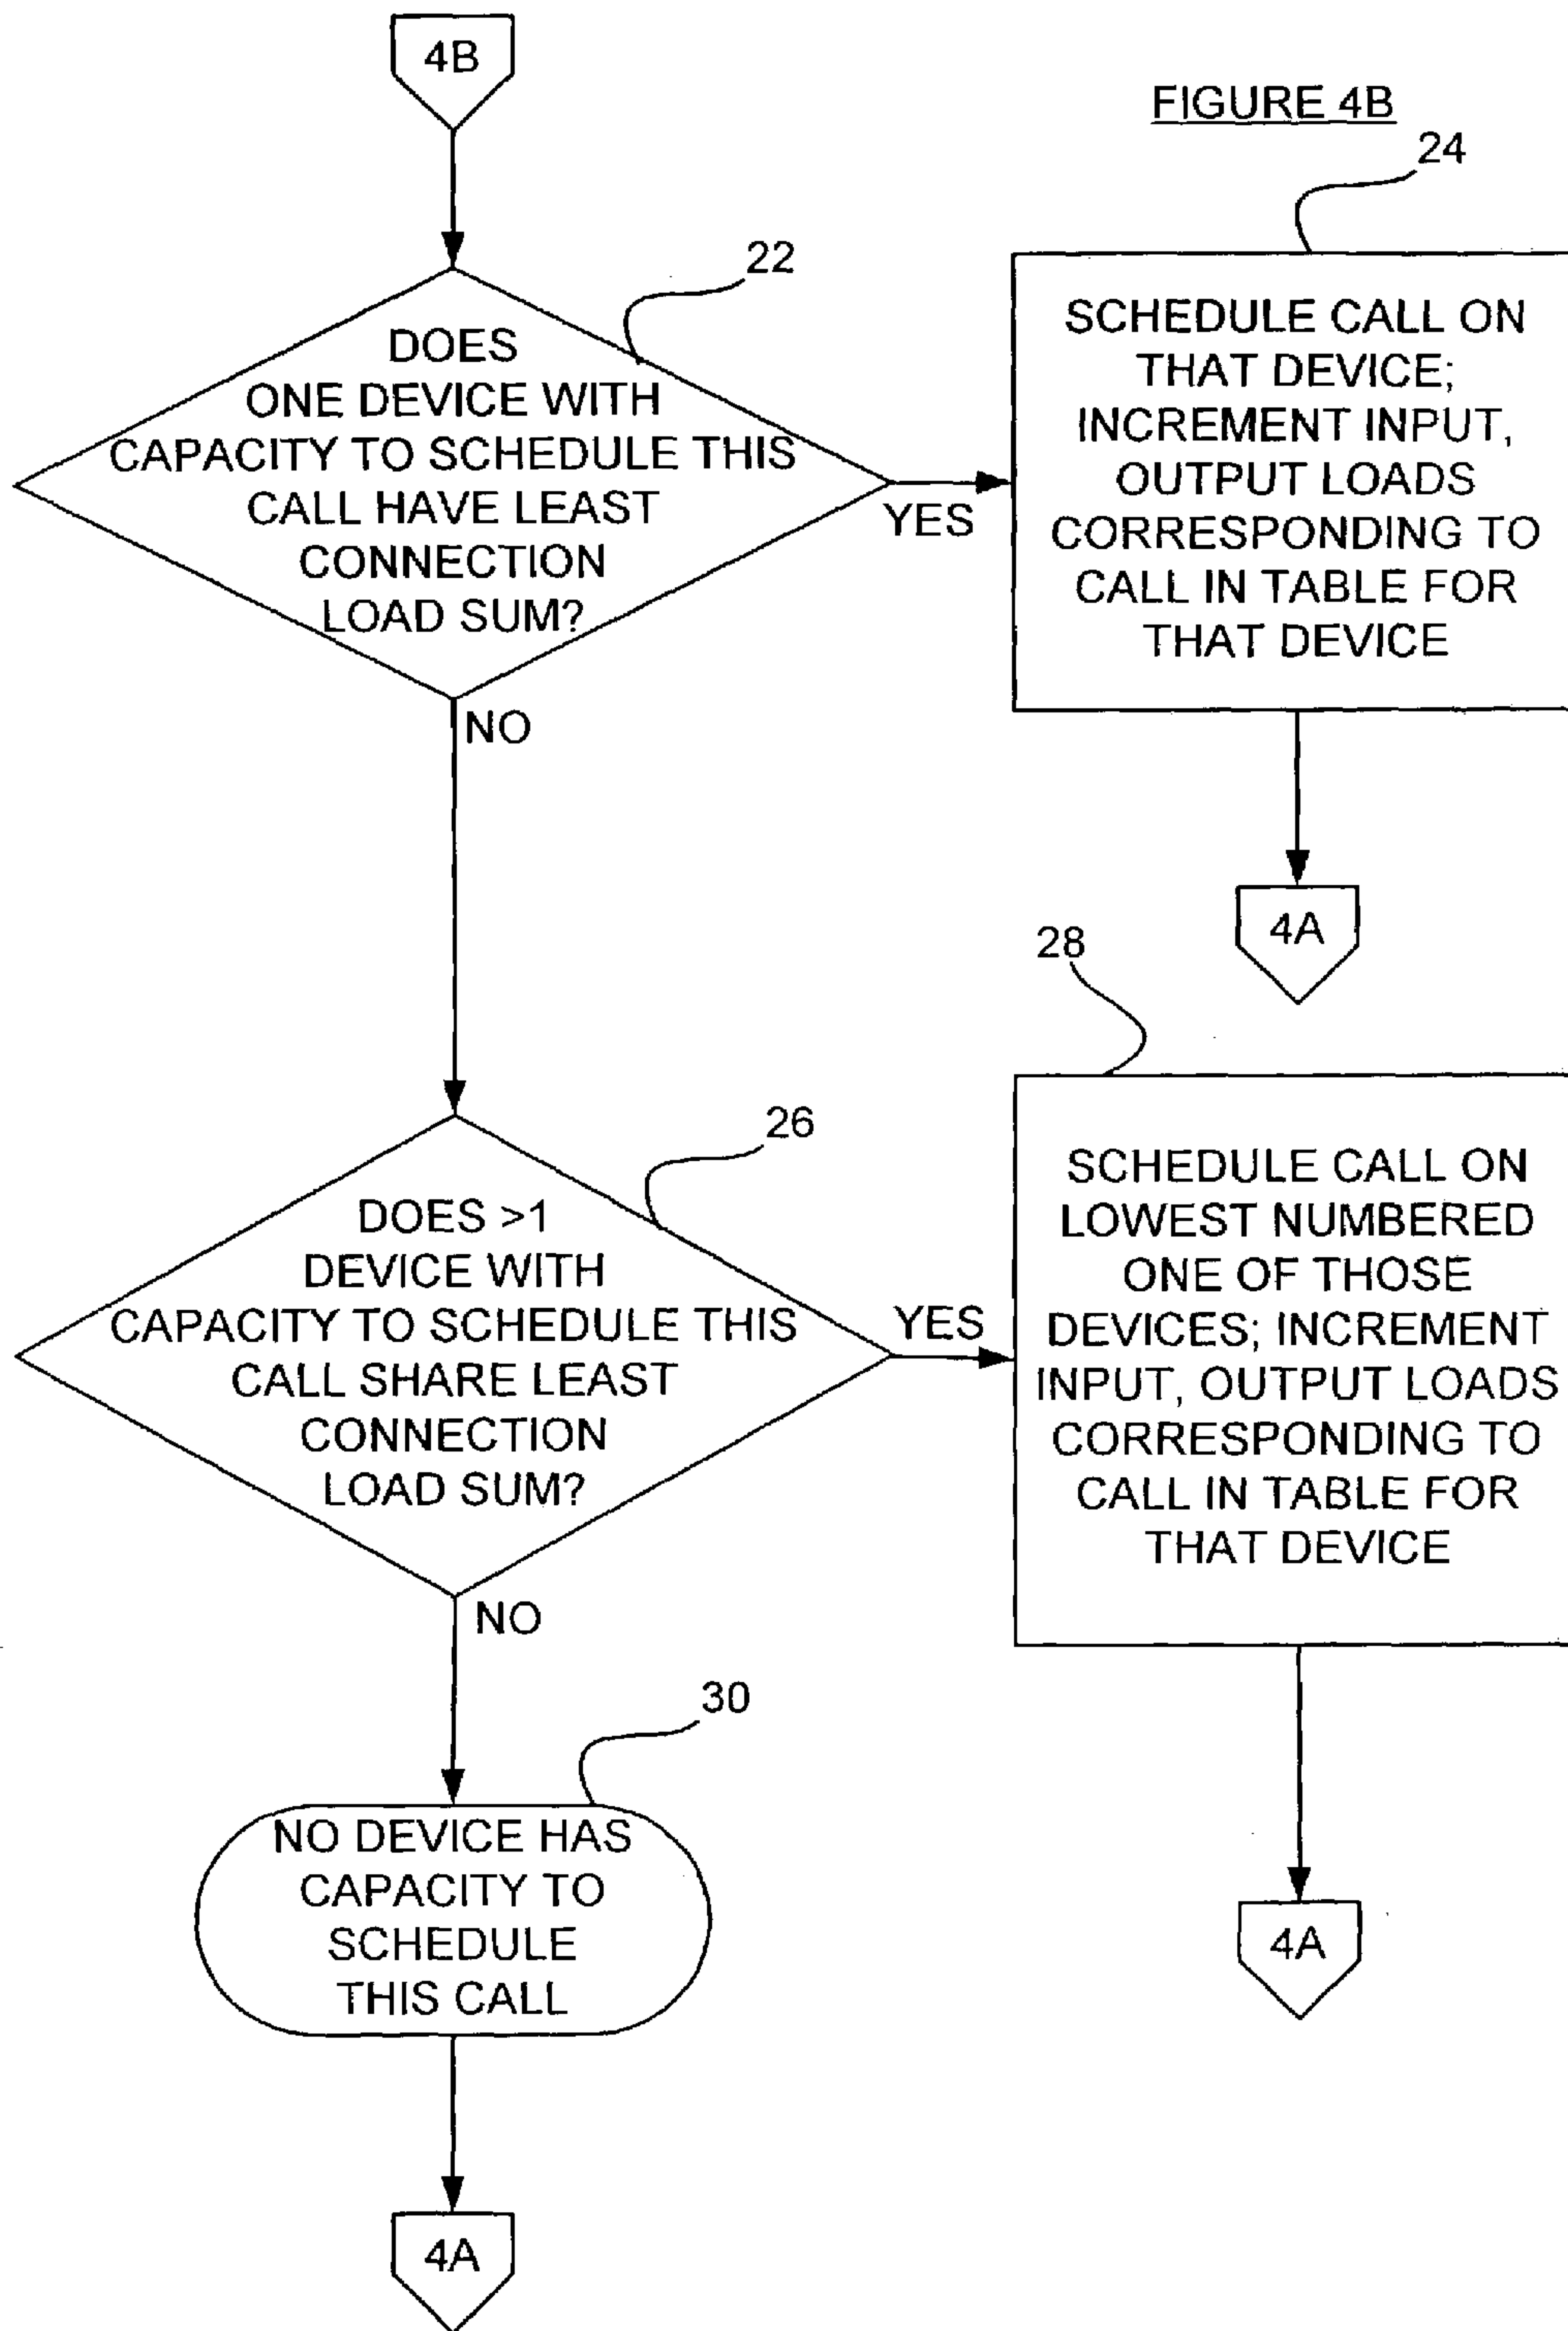 4B
FIGURE 4B
22
DOES
ONE DEVICE WITH
CAPACITY TO SCHEDULE THIS
CALL HAVE LEAST
CONNECTION
LOAD SUM?
YES
NO
24
SCHEDULE CALL ON
THAT DEVICE;
INCREMENT INPUT,
OUTPUT LOADS
CORRESPONDING TO
CALL IN TABLE FOR
THAT DEVICE
4A
26
DOES >1
DEVICE WITH
CAPACITY TO SCHEDULE THIS
CALL SHARE LEAST
CONNECTION
LOAD SUM?
YES
NO
28
SCHEDULE CALL ON
LOWEST NUMBERED
ONE OF THOSE
DEVICES; INCREMENT
INPUT, OUTPUT LOADS
CORRESPONDING TO
CALL IN TABLE FOR
THAT DEVICE
4A
30
NO DEVICE HAS
CAPACITY TO
SCHEDULE
THIS CALL
4A